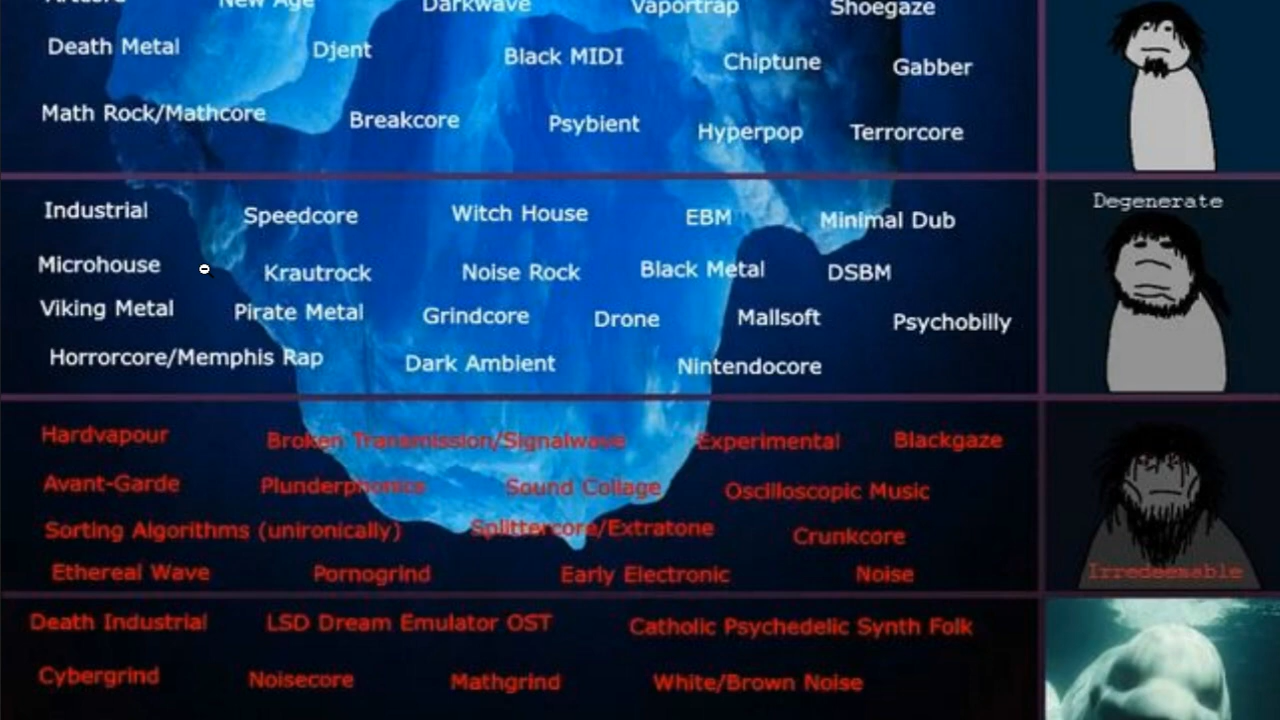 Artcore New Age Darkwave Vaportrap Shoegaze
Death Metal Djent Black MIDI Chiptune Gabber
Math Rock/Mathcore Breakcore Psybient Hyperpop Terrorcore
Degenerate
Industrial Speedcore Witch House EBM Minimal Dub
Microhouse Krautrock Noise Rock Black Metal DSBM
Viking Metal Pirate Metal Grindcore Drone Mallsoft Psychobilly
Horrorcore/Memphis Rap Dark Ambient Nintendocore
Hardvapour Broken Transmission/Signalwave Experimental Blackgaze
Avant-Garde Plunderphonics Sound Collage Oscilloscopic Music
Sorting Algorithms (unironically) Splittercore/Extratone Crunkcore
Ethereal Wave Pornogrind Early Electronic Noise
Irredeemable
Death Industrial LSD Dream Emulator OST Catholic Psychedelic Synth Folk
Cybergrind Noisecore Mathgrind White/Brown Noise